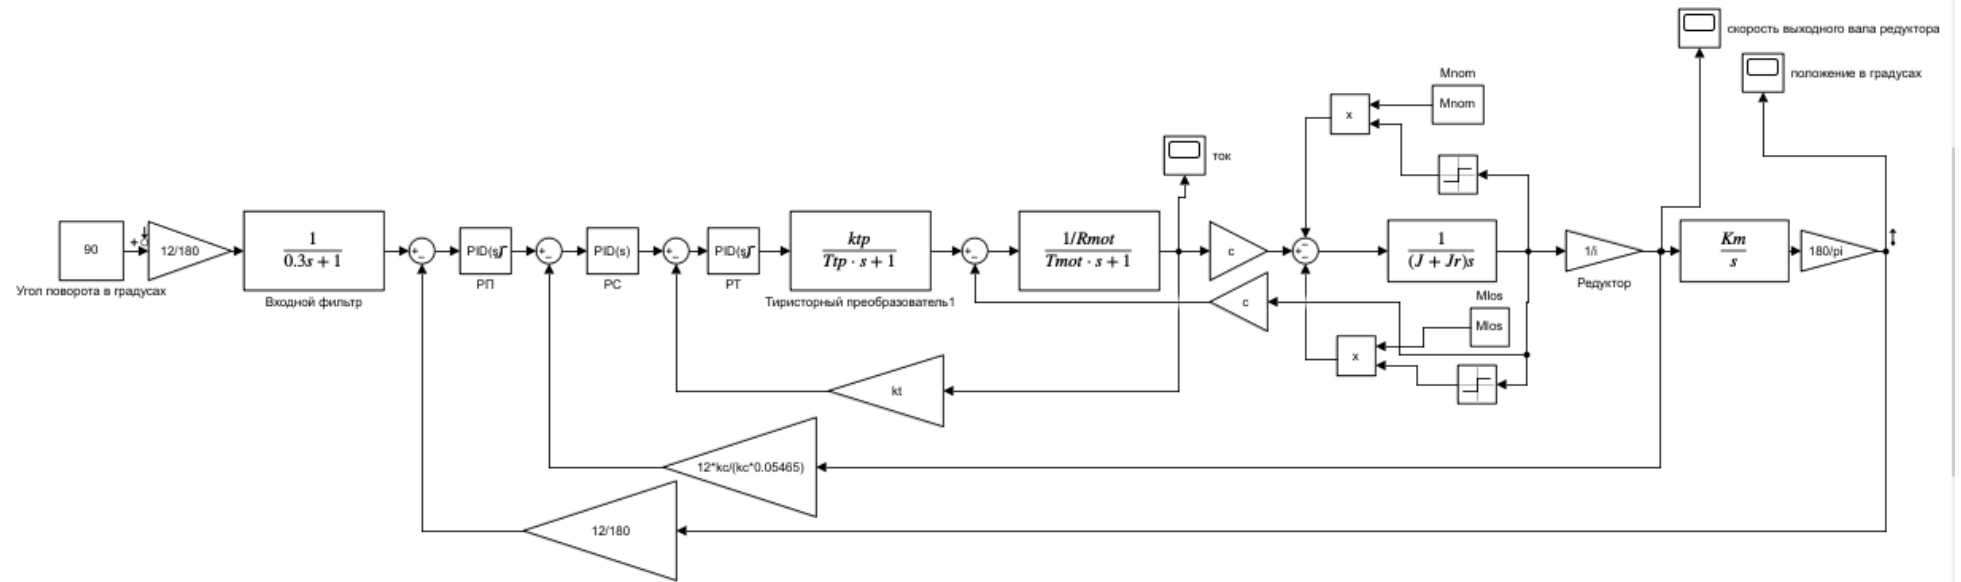 скорость выходного вала редуктора
положение в градусах
Mnom
Mnom
x
ток
90
12/180
1
0.3s + 1
PID(s)
PID(s)
PID(s)
ktp
Ttp · s + 1
1/Rmot
Tmot · s + 1
c
1
(J + Jr)s
1/i
Km
s
180/pi
Угол поворота в градусах
Входной фильтр
РП
РС
РТ
Тиристорный преобразователь1
Редуктор
c
Mlos
Mlos
x
kt
12*kc/(kc*0.05465)
12/180